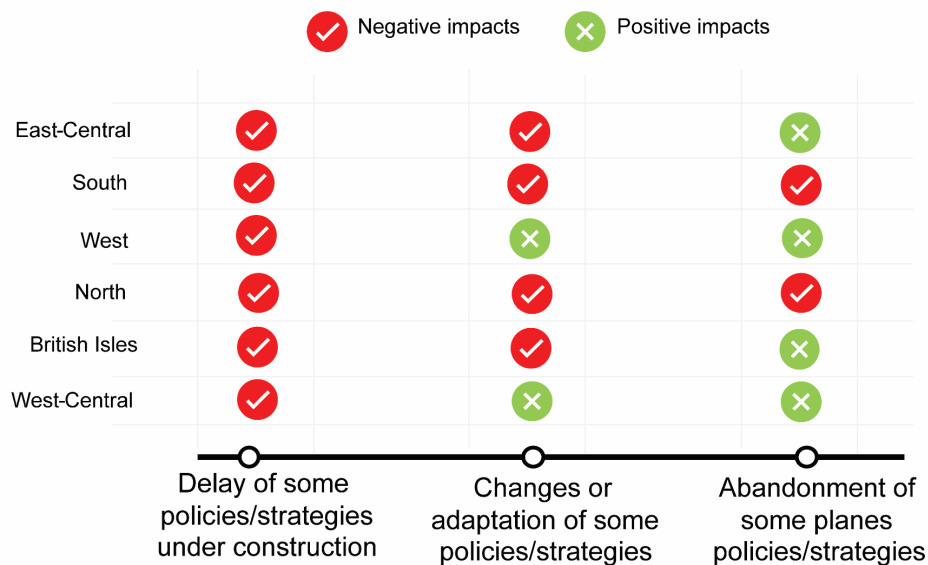 Negative impacts
Positive impacts
East-Central
South
West
North
British Isles
West-Central
Delay of some
policies/strategies
under construction
Changes or
adaptation of some
policies/strategies
Abandonment of
some planes
policies/strategies